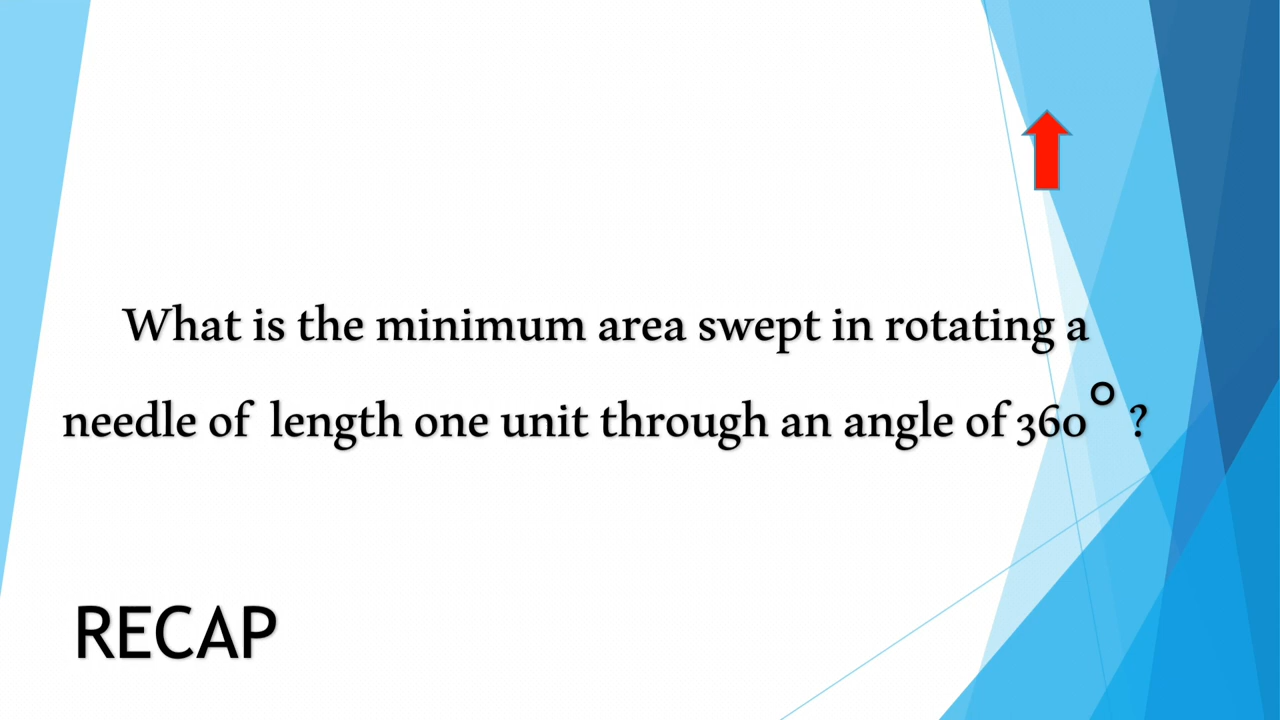 What is the minimum area swept in rotating a
needle of length one unit through an angle of 360° ?
RECAP